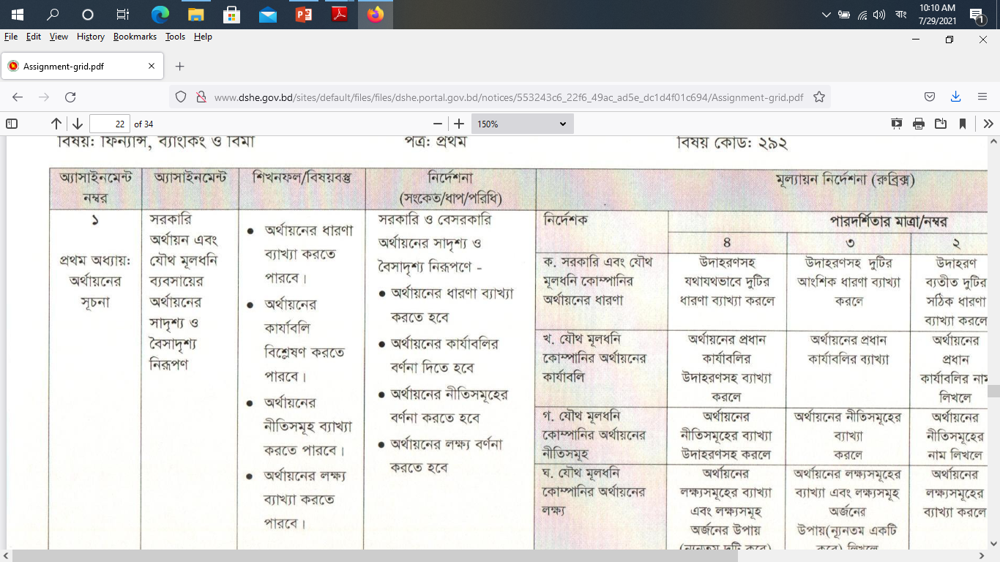 10:10 AM
বাং
7/29/2021
1
File Edit View History Bookmarks Tools Help
Assignment-grid.pdf
www.dshe.gov.bd/sites/default/files/files/dshe.portal.gov.bd/notices/553243c6_22f6_49ac_ad5e_dc1d4f01c694/Assignment-grid.pdf
22 of 34
150%
বিষয়: ফিন্যান্স, ব্যাংকিং ও বিমা পত্র: প্রথম বিষয় কোড: ২৯২
অ্যাসাইনমেন্ট
নম্বর
অ্যাসাইনমেন্ট
শিখনফল/বিষয়বস্তু
নির্দেশনা
(সংকেত/ধাপ/পরিধি)
মূল্যায়ন নির্দেশনা (রুব্রিক্স)
১
প্রথম অধ্যায়:
অর্থায়নের
সূচনা
সরকারি
অর্থায়ন এবং
যৌথ মূলধনি
ব্যবসায়ের
অর্থায়নের
সাদৃশ্য ও
বৈসাদৃশ্য
নিরূপণ
● অর্থায়নের ধারণা
ব্যাখ্যা করতে
পারবে।
● অর্থায়নের
কার্যাবলি
বিশ্লেষণ করতে
পারবে।
● অর্থায়নের
নীতিসমূহ ব্যাখ্যা
করতে পারবে।
● অর্থায়নের লক্ষ্য
ব্যাখ্যা করতে
পারবে।
সরকারি ও বেসরকারি
অর্থায়নের সাদৃশ্য ও
বৈসাদৃশ্য নিরূপণে -
● অর্থায়নের ধারণা ব্যাখ্যা
করতে হবে
● অর্থায়নের কার্যাবলির
বর্ণনা দিতে হবে
● অর্থায়নের নীতিসমূহের
বর্ণনা করতে হবে
● অর্থায়নের লক্ষ্য বর্ণনা
করতে হবে
নির্দেশক
পারদর্শিতার মাত্রা/নম্বর
৪ ৩ ২
ক. সরকারি এবং যৌথ
মূলধনি কোম্পানির
অর্থায়নের ধারণা
উদাহরণসহ
যথাযথভাবে দুটির
ধারণা ব্যাখ্যা করলে
উদাহরণসহ দুটির
আংশিক ধারণা ব্যাখ্যা
করলে
উদাহরণ
ব্যতীত দুটির
সঠিক ধারণা
ব্যাখ্যা করলে
খ. যৌথ মূলধনি
কোম্পানির অর্থায়নের
কার্যাবলি
অর্থায়নের প্রধান
কার্যাবলির
উদাহরণসহ ব্যাখ্যা
করলে
অর্থায়নের প্রধান
কার্যাবলির ব্যাখ্যা
অর্থায়নের
প্রধান
কার্যাবলির নাম
লিখলে
গ. যৌথ মূলধনি
কোম্পানির অর্থায়নের
নীতিসমূহ
অর্থায়নের
নীতিসমূহের ব্যাখ্যা
উদাহরণসহ করলে
অর্থায়নের নীতিসমূহের
ব্যাখ্যা
করলে
অর্থায়নের
নীতিসমূহের
নাম লিখলে
ঘ. যৌথ মূলধনি
কোম্পানির অর্থায়নের
লক্ষ্য
অর্থায়নের
লক্ষ্যসমূহের ব্যাখ্যা
এবং লক্ষ্যসমূহ
অর্জনের উপায়
(ন্যূনতম দুটি করে)
অর্থায়নের লক্ষ্যসমূহের
ব্যাখ্যা এবং লক্ষ্যসমূহ
অর্জনের
উপায়(ন্যূনতম একটি
করে) লিখলে
অর্থায়নের
লক্ষ্যসমূহের
ব্যাখ্যা করলে